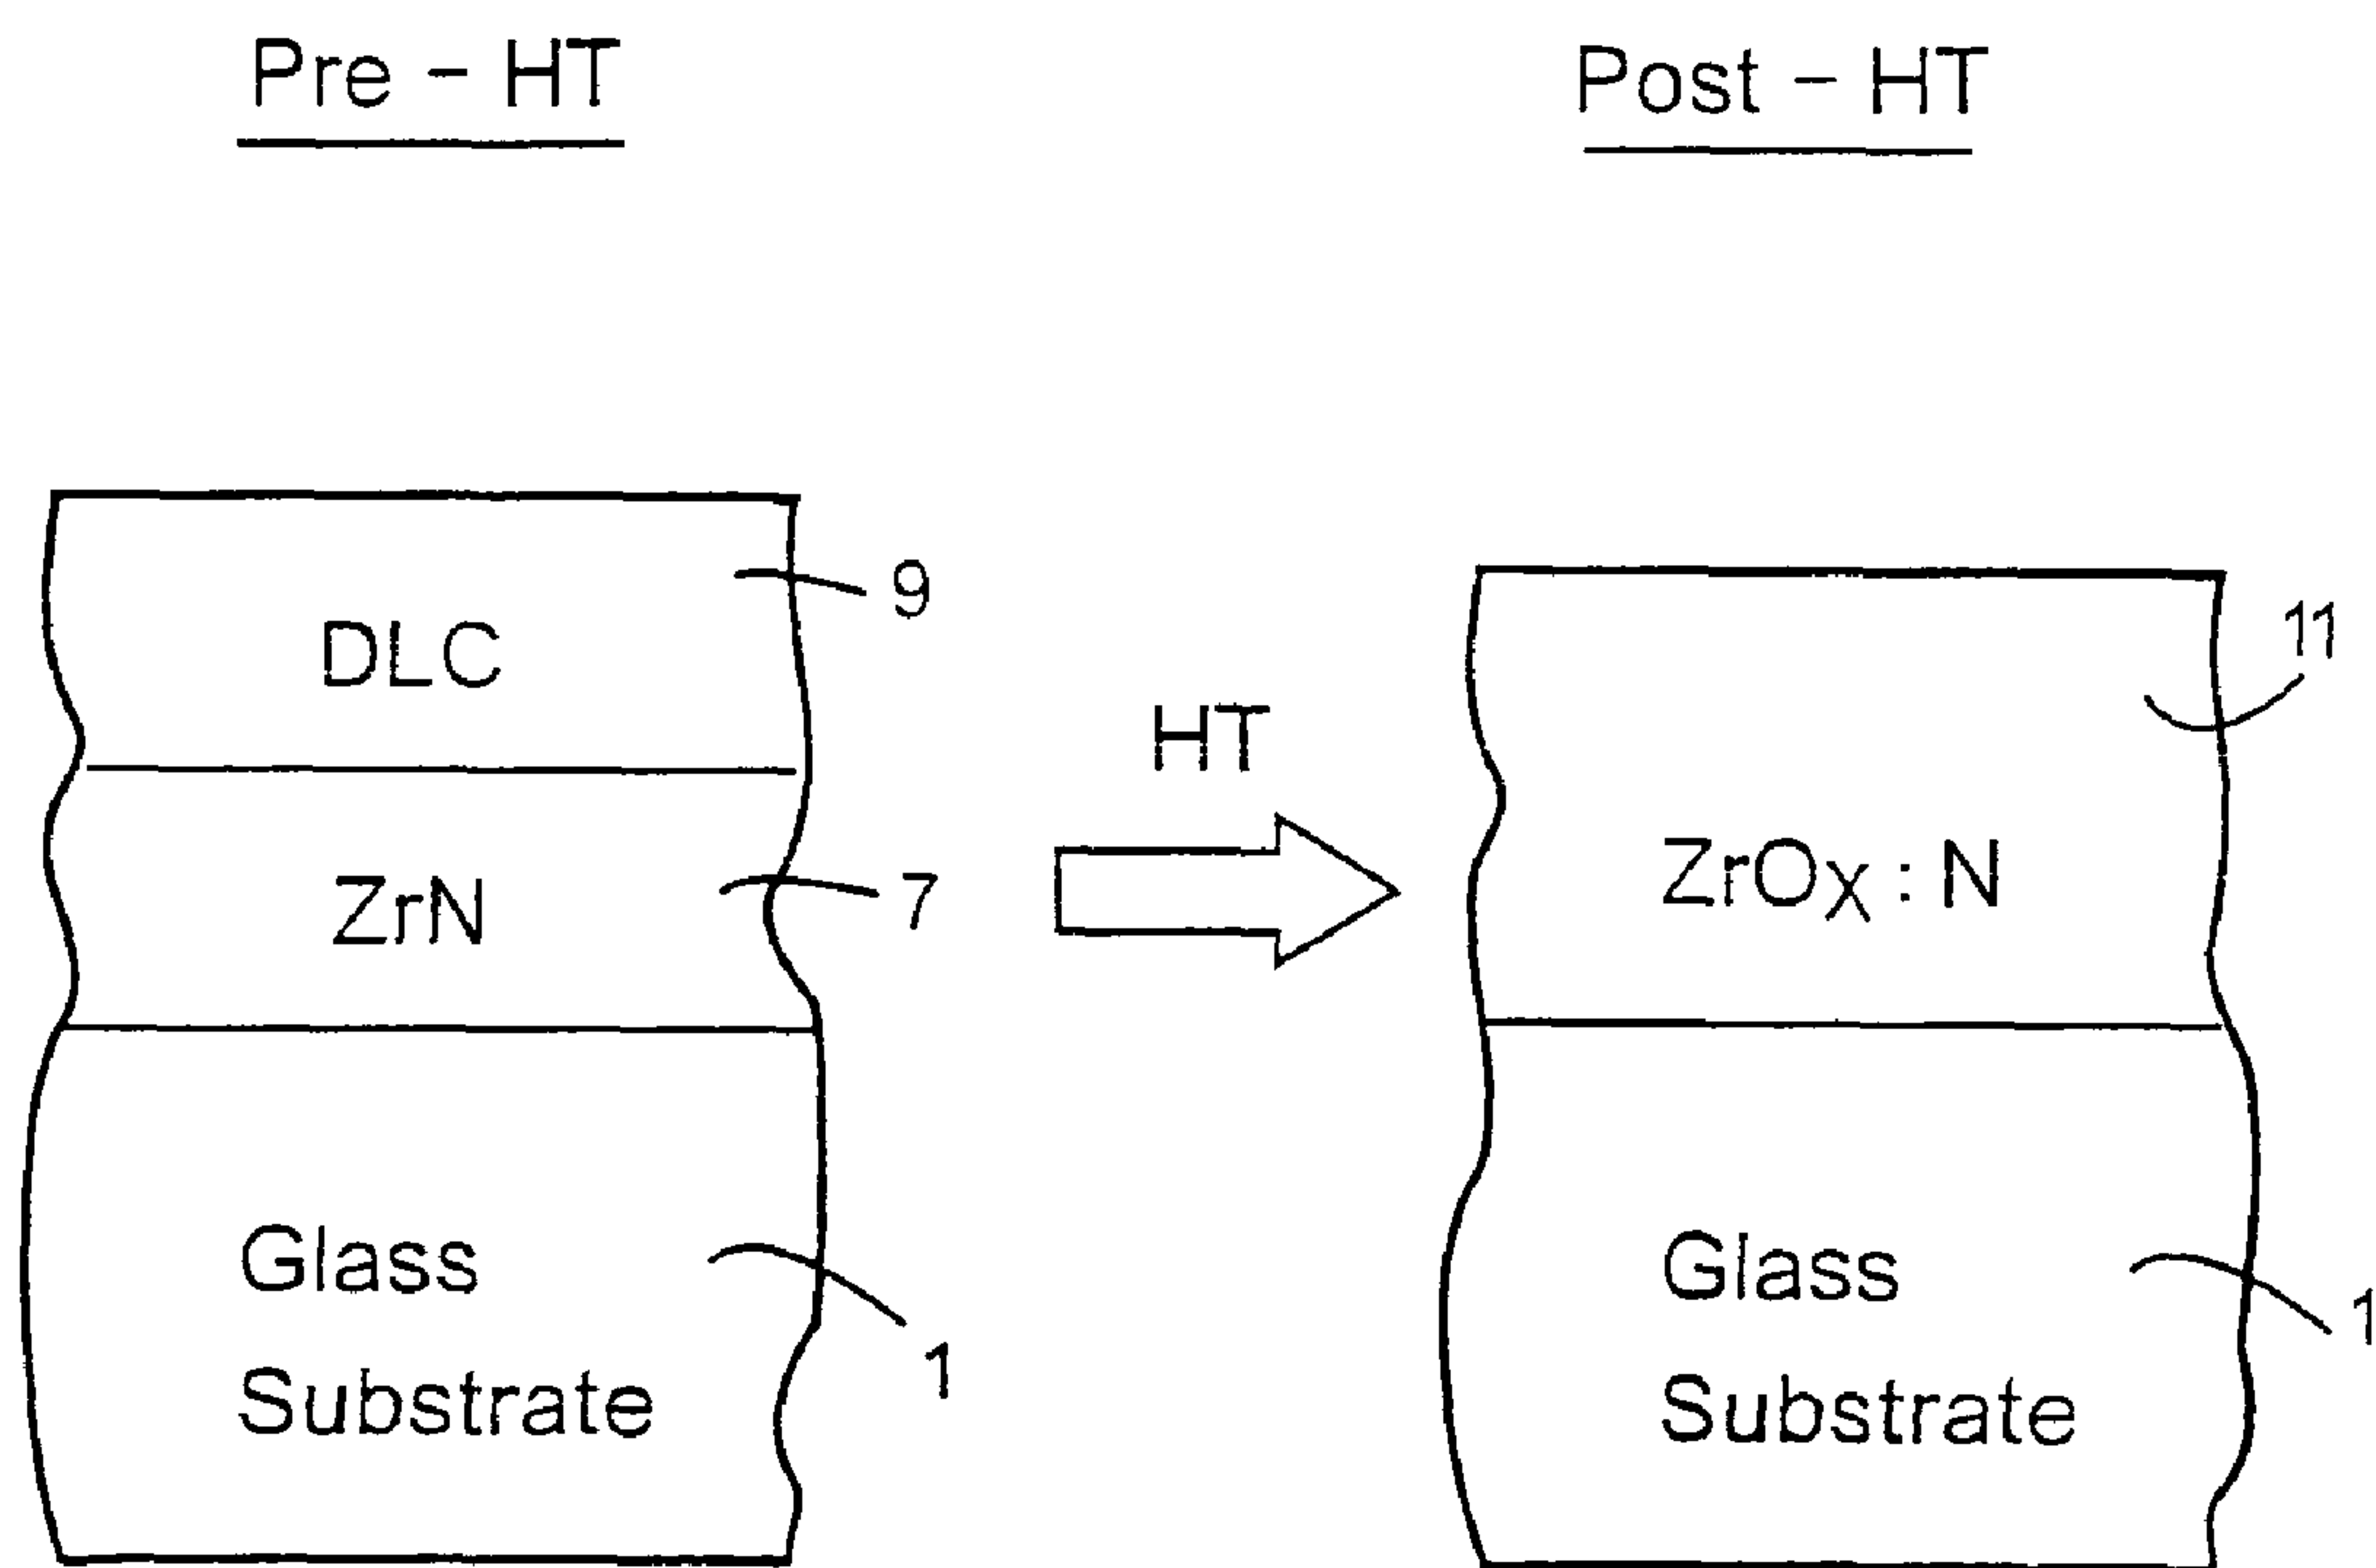 Pre - HT
Post - HT
9
DLC
11
HT
ZrN
7
ZrOX : N
Glass
Substrate
1
Glass
Substrate
1